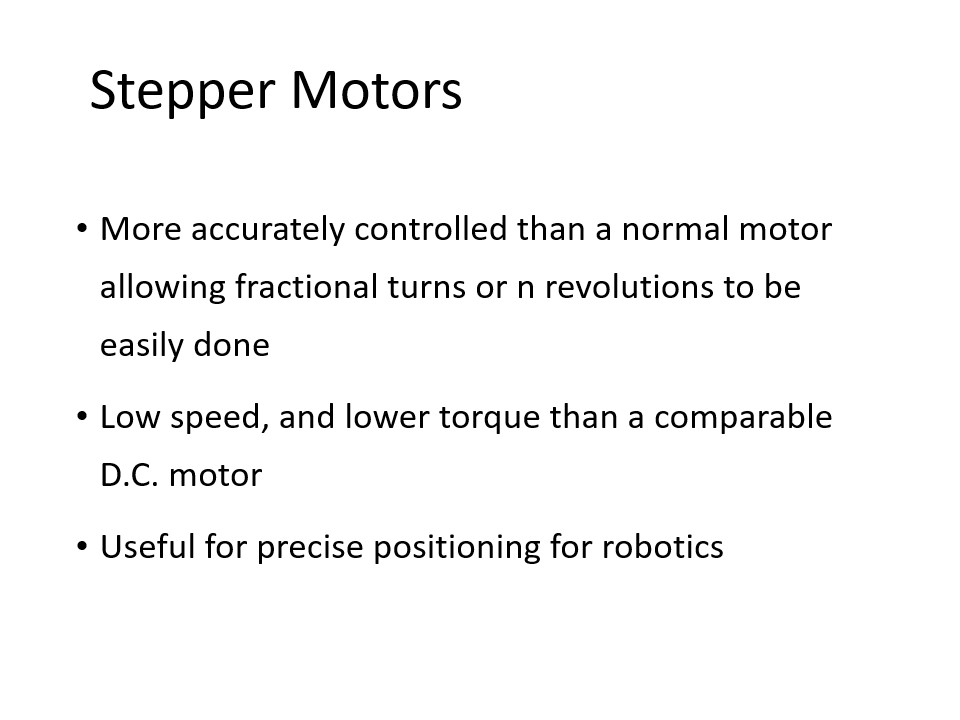 Stepper Motors
• More accurately controlled than a normal motor
allowing fractional turns or n revolutions to be
easily done
• Low speed, and lower torque than a comparable
D.C. motor
• Useful for precise positioning for robotics